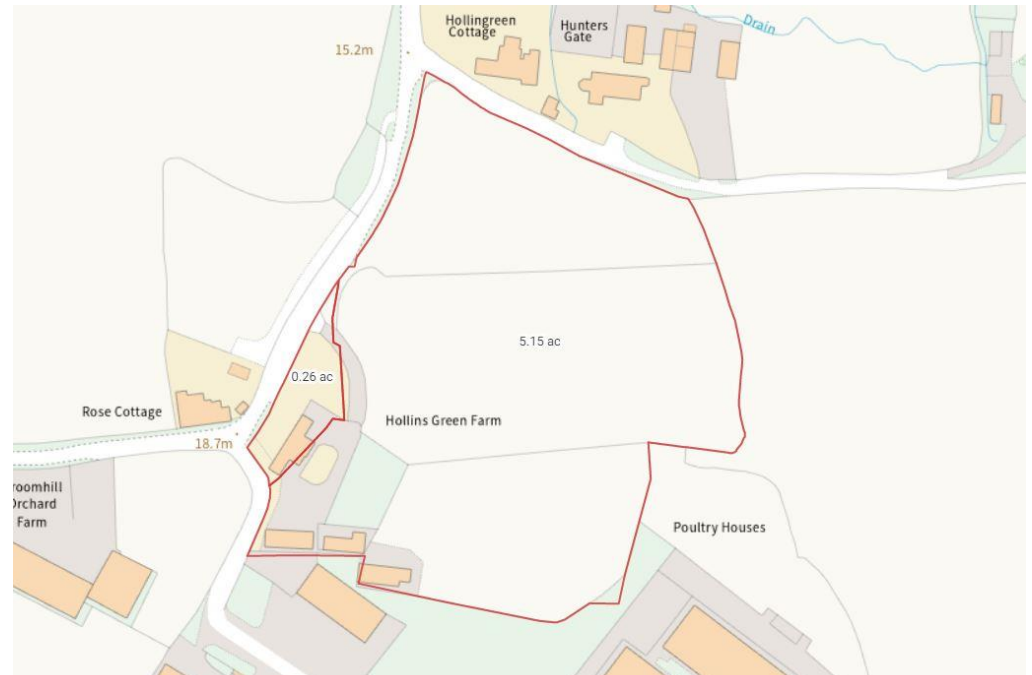 Hollingreen
Cottage
Hunters
Gate
Drain
15.2m
5.15 ac
0.26 ac
Rose Cottage
Hollins Green Farm
18.7m
roomhill
Orchard
Farm
Poultry Houses